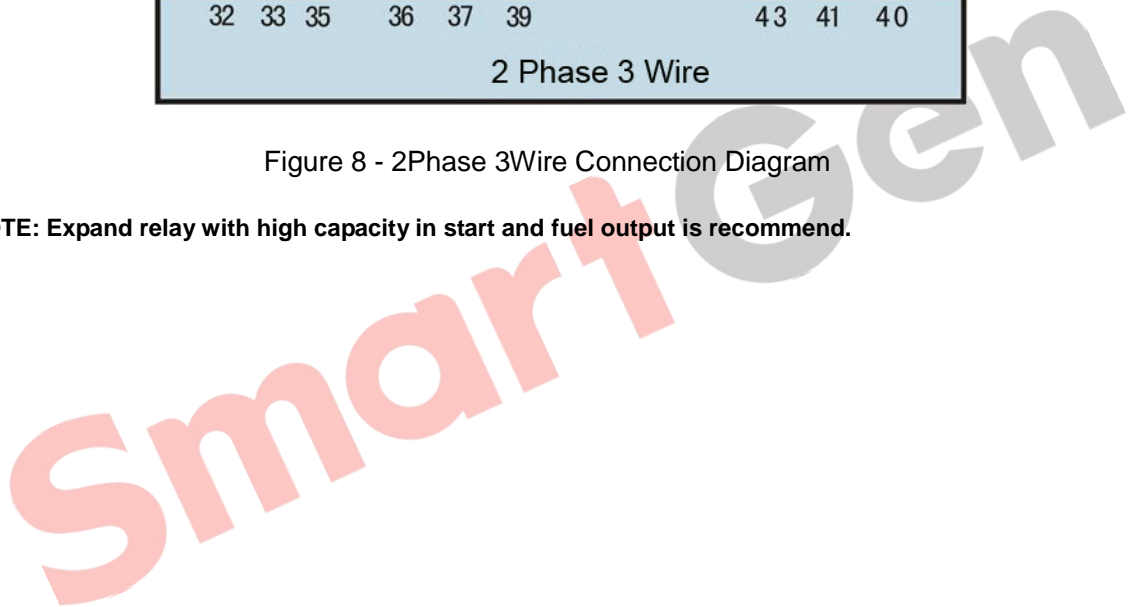 32 33 35 36 37 39 43 41 40
2 Phase 3 Wire
Figure 8 - 2Phase 3Wire Connection Diagram
TE: Expand relay with high capacity in start and fuel output is recommend.
SmartGen